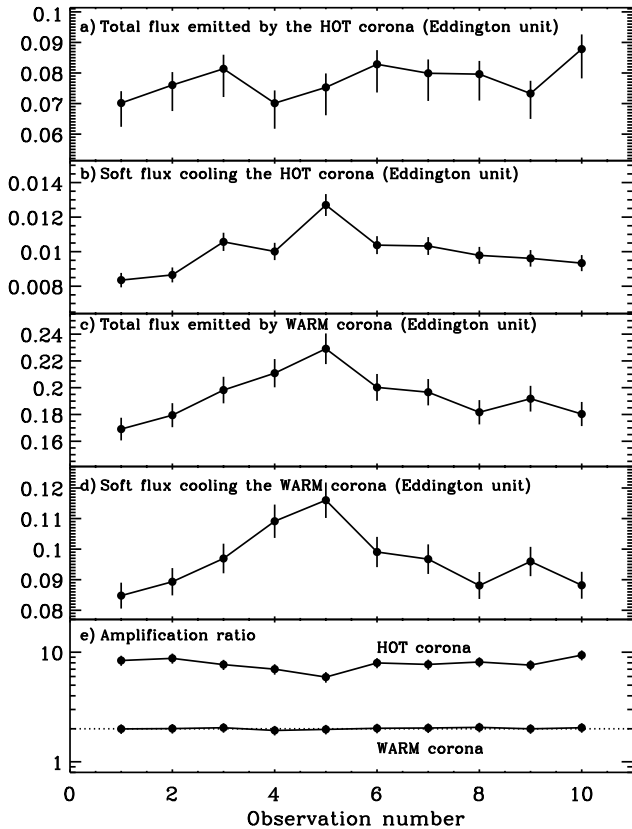 a) Total flux emitted by the HOT corona (Eddington unit)
0.1
0.09
0.08
0.07
0.06
b) Soft flux cooling the HOT corona (Eddington unit)
0.014
0.012
0.01
0.008
c) Total flux emitted by WARM corona (Eddington unit)
0.24
0.22
0.2
0.18
0.16
d) Soft flux cooling the WARM corona (Eddington unit)
0.12
0.11
0.1
0.09
0.08
e) Amplification ratio
HOT corona
10
WARM corona
1
0 2 4 6 8 10
Observation number